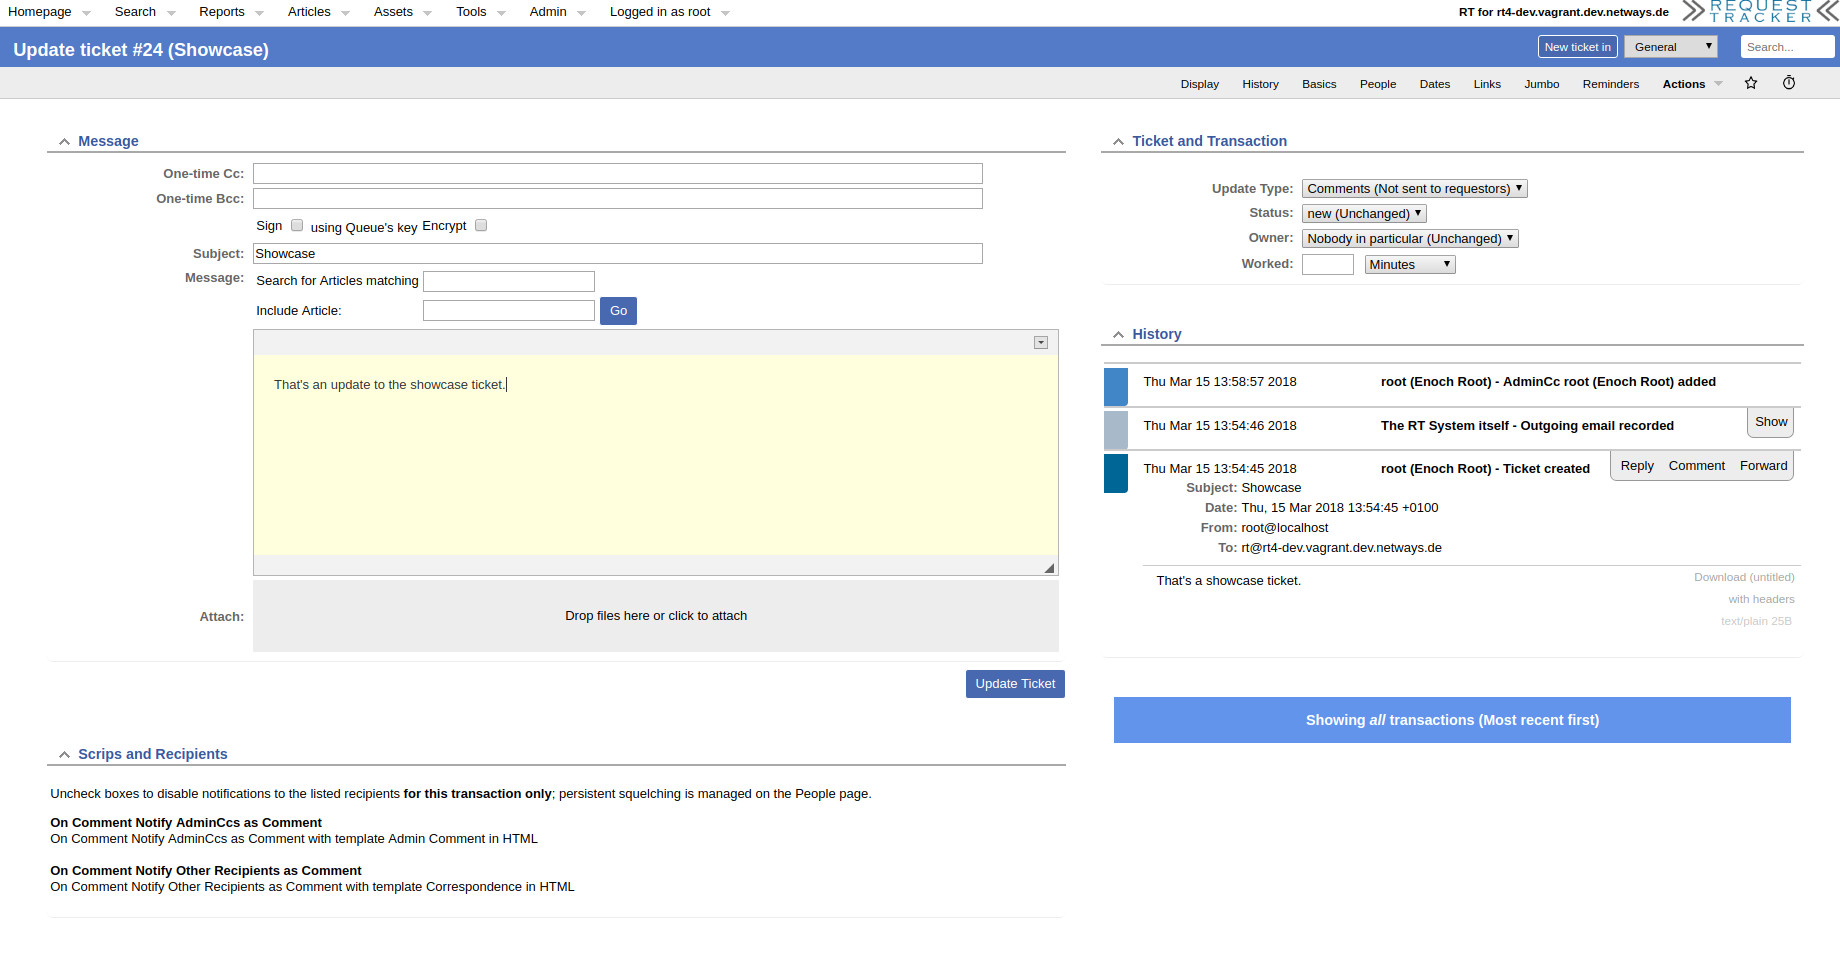 Homepage Search Reports Articles Assets Tools Admin Logged in as root RT for rt4-dev.vagrant.dev.netways.de REQUEST TRACKER
Update ticket #24 (Showcase) New ticket in General Search...
Display History Basics People Dates Links Jumbo Reminders Actions
Message
One-time Cc:
One-time Bcc:
Sign using Queue's key Encrypt
Subject: Showcase
Message: Search for Articles matching
Include Article: Go
That's an update to the showcase ticket.
Attach: Drop files here or click to attach
Update Ticket
Scrips and Recipients
Uncheck boxes to disable notifications to the listed recipients for this transaction only; persistent squelching is managed on the People page.
On Comment Notify AdminCcs as Comment
On Comment Notify AdminCcs as Comment with template Admin Comment in HTML
On Comment Notify Other Recipients as Comment
On Comment Notify Other Recipients as Comment with template Correspondence in HTML
Ticket and Transaction
Update Type: Comments (Not sent to requestors)
Status: new (Unchanged)
Owner: Nobody in particular (Unchanged)
Worked: Minutes
History
Thu Mar 15 13:58:57 2018 root (Enoch Root) - AdminCc root (Enoch Root) added
Thu Mar 15 13:54:46 2018 The RT System itself - Outgoing email recorded Show
Thu Mar 15 13:54:45 2018 root (Enoch Root) - Ticket created Reply Comment Forward
Subject: Showcase
Date: Thu, 15 Mar 2018 13:54:45 +0100
From: root@localhost
To: rt@rt4-dev.vagrant.dev.netways.de
That's a showcase ticket. Download (untitled)
with headers
text/plain 25B
Showing all transactions (Most recent first)